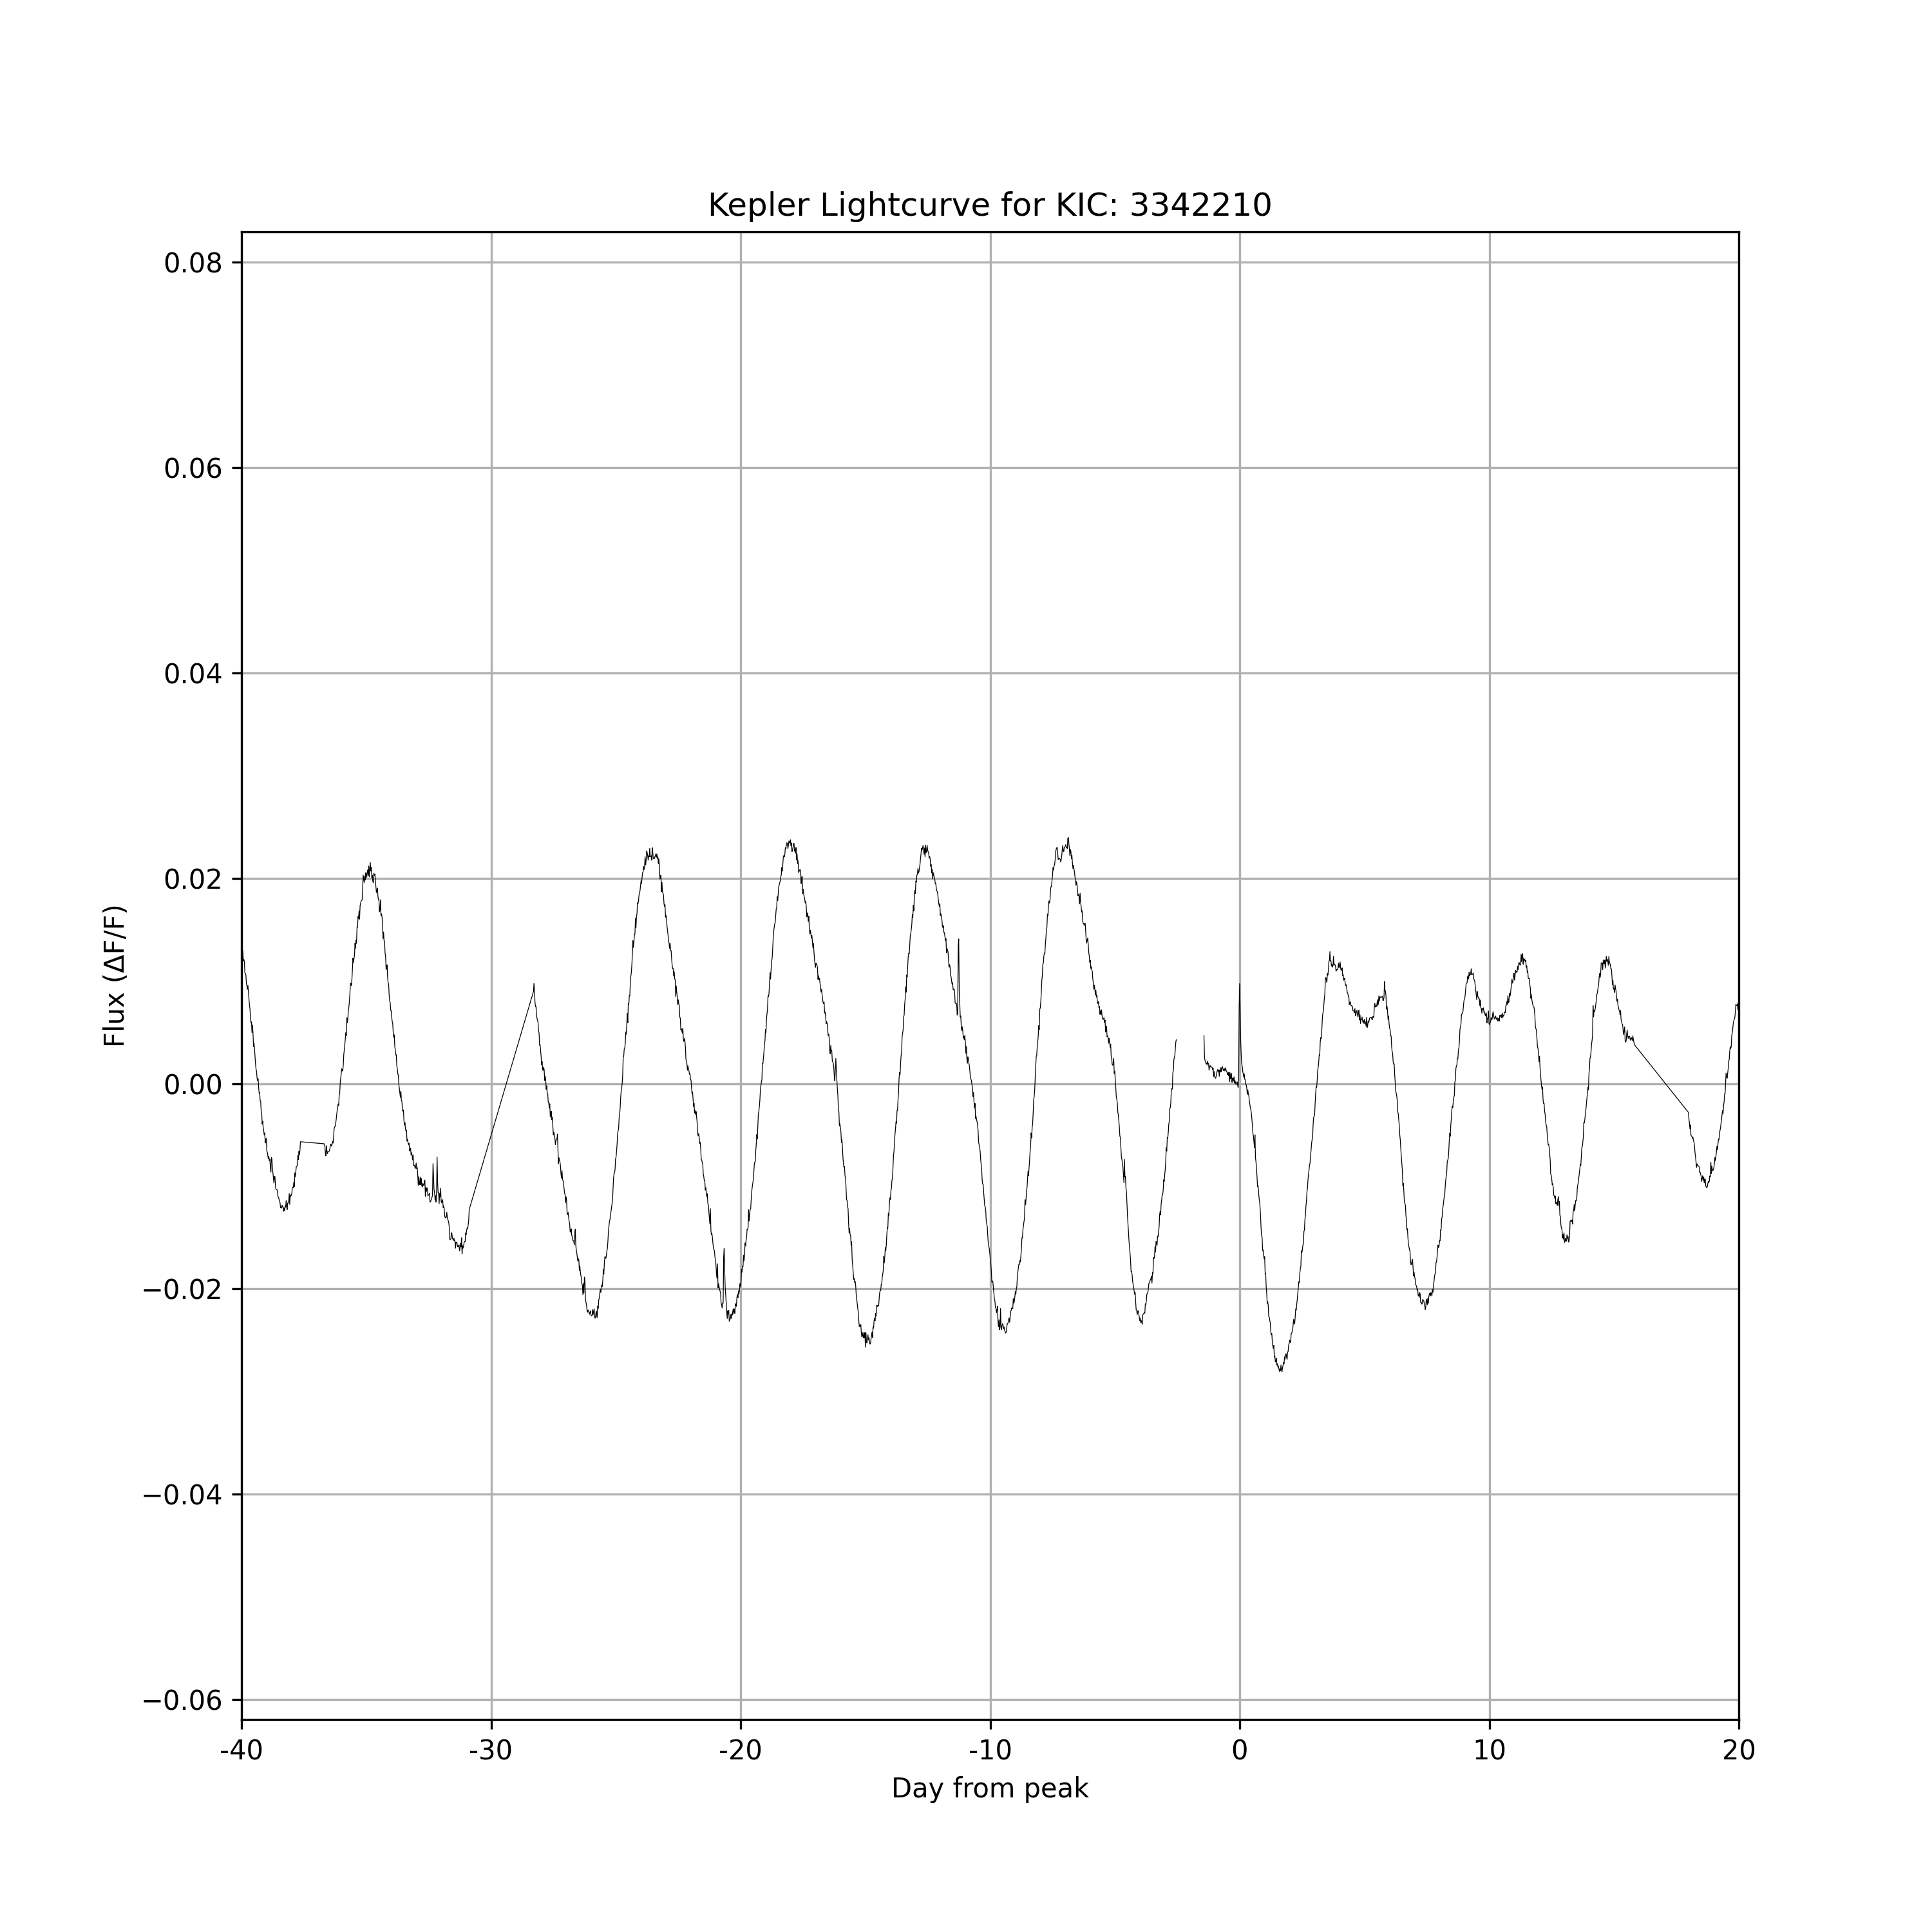 Kepler Lightcurve for KIC: 3342210
0.08
0.06
0.04
0.02
0.00
−0.02
−0.04
−0.06
Flux (ΔF/F)
-40 -30 -20 -10 0 10 20
Day from peak